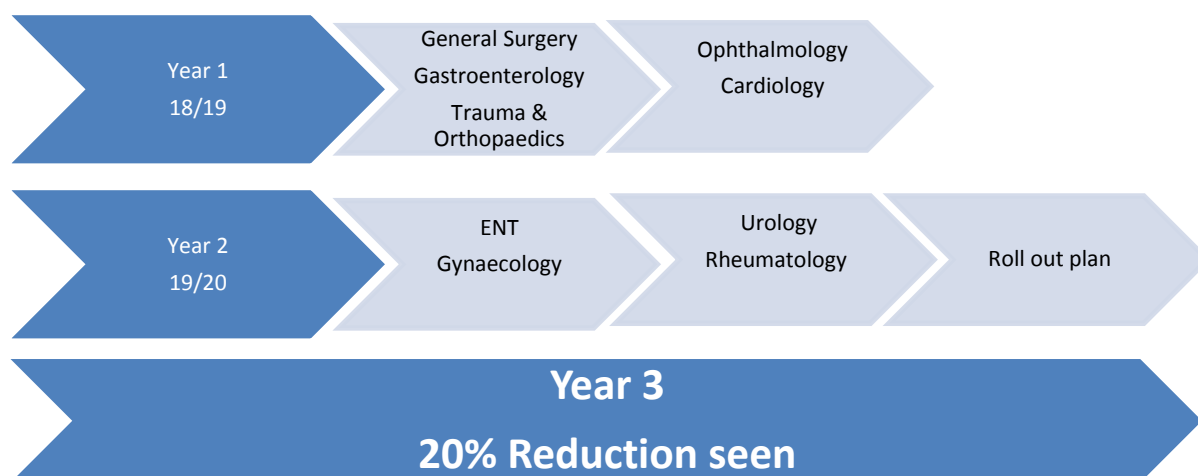 Year 1
18/19
General Surgery
Gastroenterology
Trauma &
Orthopaedics
Ophthalmology
Cardiology
Year 2
19/20
ENT
Gynaecology
Urology
Rheumatology
Roll out plan
Year 3
20% Reduction seen